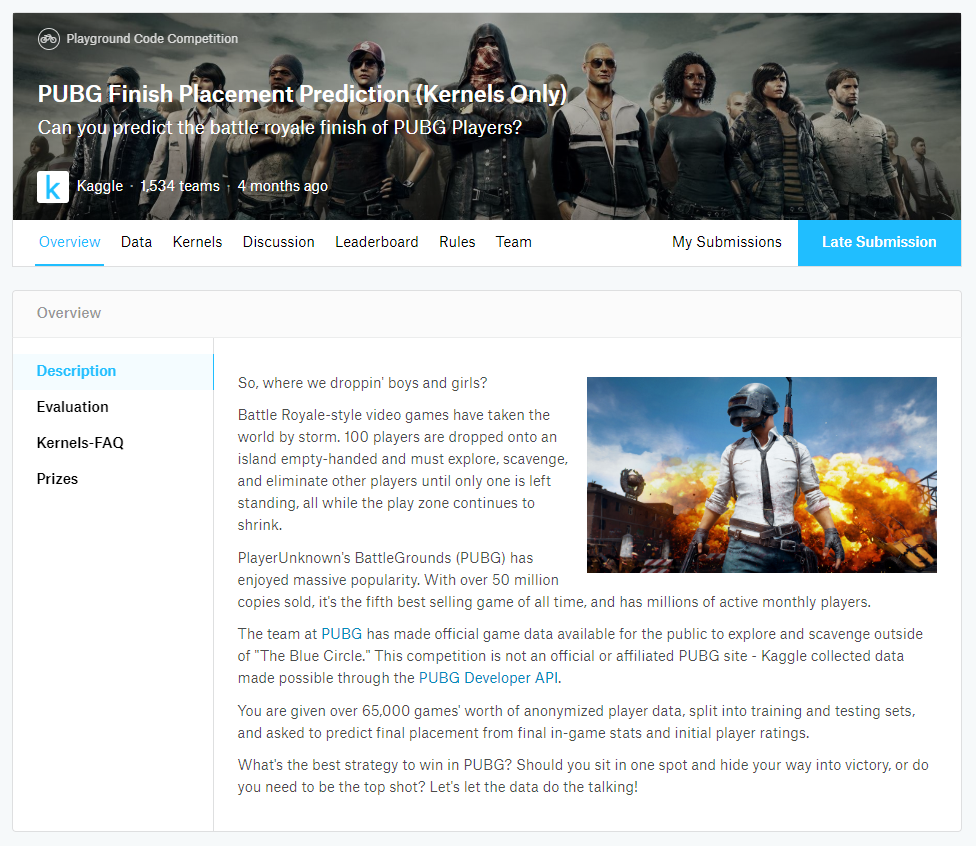 Playground Code Competition
PUBG Finish Placement Prediction (Kernels Only)
Can you predict the battle royale finish of PUBG Players?
k
Kaggle · 1,534 teams · 4 months ago
Overview Data Kernels Discussion Leaderboard Rules Team My Submissions Late Submission
Overview
Description
Evaluation
Kernels-FAQ
Prizes
So, where we droppin' boys and girls?
Battle Royale-style video games have taken the
world by storm. 100 players are dropped onto an
island empty-handed and must explore, scavenge,
and eliminate other players until only one is left
standing, all while the play zone continues to
shrink.
PlayerUnknown's BattleGrounds (PUBG) has
enjoyed massive popularity. With over 50 million
copies sold, it's the fifth best selling game of all time, and has millions of active monthly players.
The team at PUBG has made official game data available for the public to explore and scavenge outside
of "The Blue Circle." This competition is not an official or affiliated PUBG site - Kaggle collected data
made possible through the PUBG Developer API.
You are given over 65,000 games' worth of anonymized player data, split into training and testing sets,
and asked to predict final placement from final in-game stats and initial player ratings.
What's the best strategy to win in PUBG? Should you sit in one spot and hide your way into victory, or do
you need to be the top shot? Let's let the data do the talking!